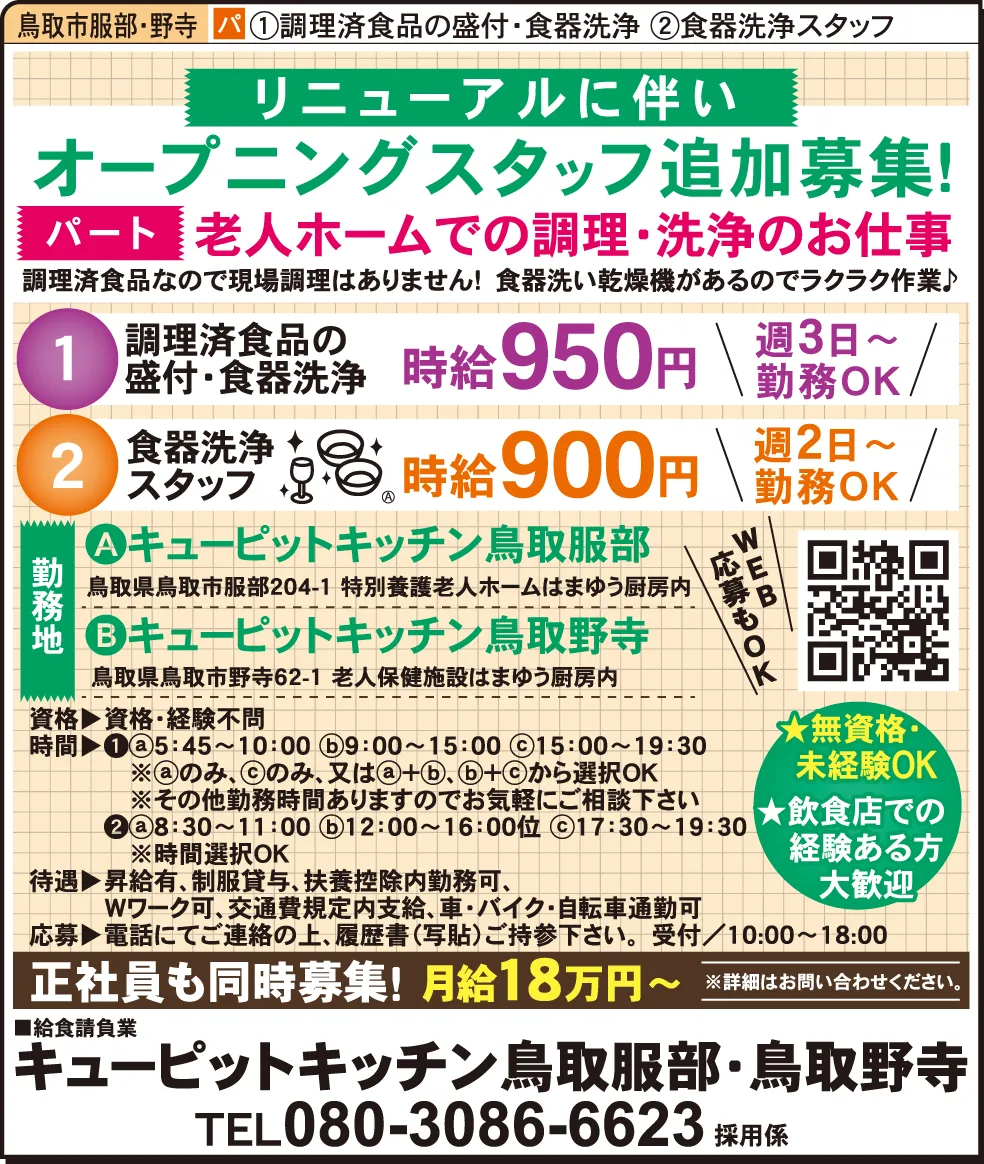 鳥取市服部・野寺 パ ①調理済食品の盛付・食器洗浄 ②食器洗浄スタッフ
リニューアルに伴い
オープニングスタッフ追加募集!
パート 老人ホームでの調理・洗浄のお仕事
調理済食品なので現場調理はありません! 食器洗い乾燥機があるのでラクラク作業♪
1 調理済食品の
盛付・食器洗浄
時給950円
週3日～
勤務OK
2 食器洗浄
スタッフ
Ⓐ
時給900円
週2日～
勤務OK
勤務地
Ⓐキューピットキッチン鳥取服部
鳥取県鳥取市服部204-1 特別養護老人ホームはまゆう厨房内
Ⓑキューピットキッチン鳥取野寺
鳥取県鳥取市野寺62-1 老人保健施設はまゆう厨房内
WEB
応募もOK
資格▶資格・経験不問
時間▶❶ⓐ5:45～10:00 ⓑ9:00～15:00 ⓒ15:00～19:30
※ⓐのみ、ⓒのみ、又はⓐ+ⓑ、ⓑ+ⓒから選択OK
※その他勤務時間ありますのでお気軽にご相談下さい
❷ⓐ8:30～11:00 ⓑ12:00～16:00位 ⓒ17:30～19:30
※時間選択OK
待遇▶昇給有、制服貸与、扶養控除内勤務可、
Wワーク可、交通費規定内支給、車・バイク・自転車通勤可
応募▶電話にてご連絡の上、履歴書(写貼)ご持参下さい。 受付／10:00～18:00
★無資格・
未経験OK
★飲食店での
経験ある方
大歓迎
正社員も同時募集! 月給18万円～ ※詳細はお問い合わせください。
■給食請負業
キューピットキッチン鳥取服部・鳥取野寺
TEL080-3086-6623 採用係